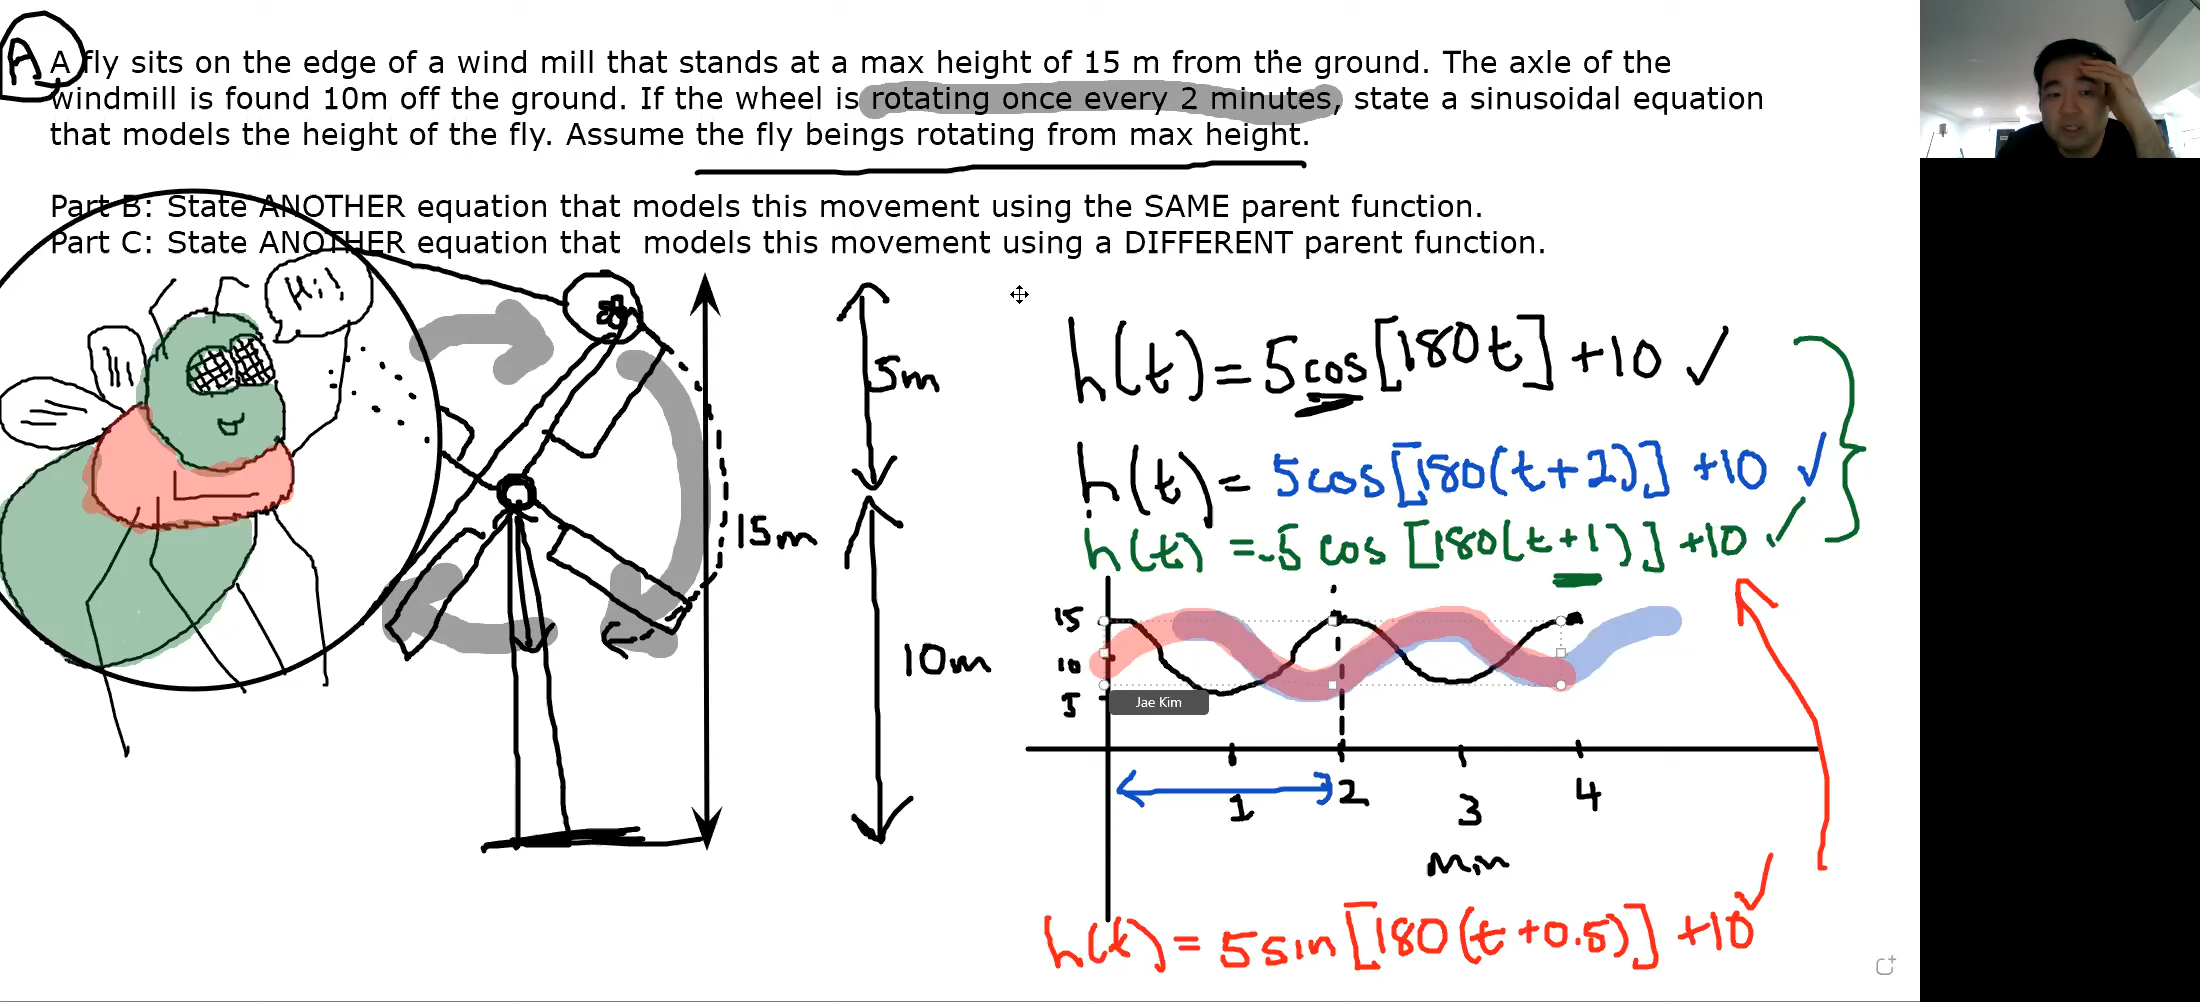 A
A fly sits on the edge of a wind mill that stands at a max height of 15 m from the ground. The axle of the
windmill is found 10m off the ground. If the wheel is rotating once every 2 minutes, state a sinusoidal equation
that models the height of the fly. Assume the fly beings rotating from max height.
Part B: State ANOTHER equation that models this movement using the SAME parent function.
Part C: State ANOTHER equation that  models this movement using a DIFFERENT parent function.
Hi!
15m
5m
10m
h(t) = 5cos[180t] +10 ✓
h(t) = 5cos[180(t+2)] +10 ✓
h(t) = -5 cos [180(t+1)] +10 ✓
15
10
5
Jae Kim
1 2 3 4
Min
h(t) = 5sin[180(t+0.5)] +10 ✓